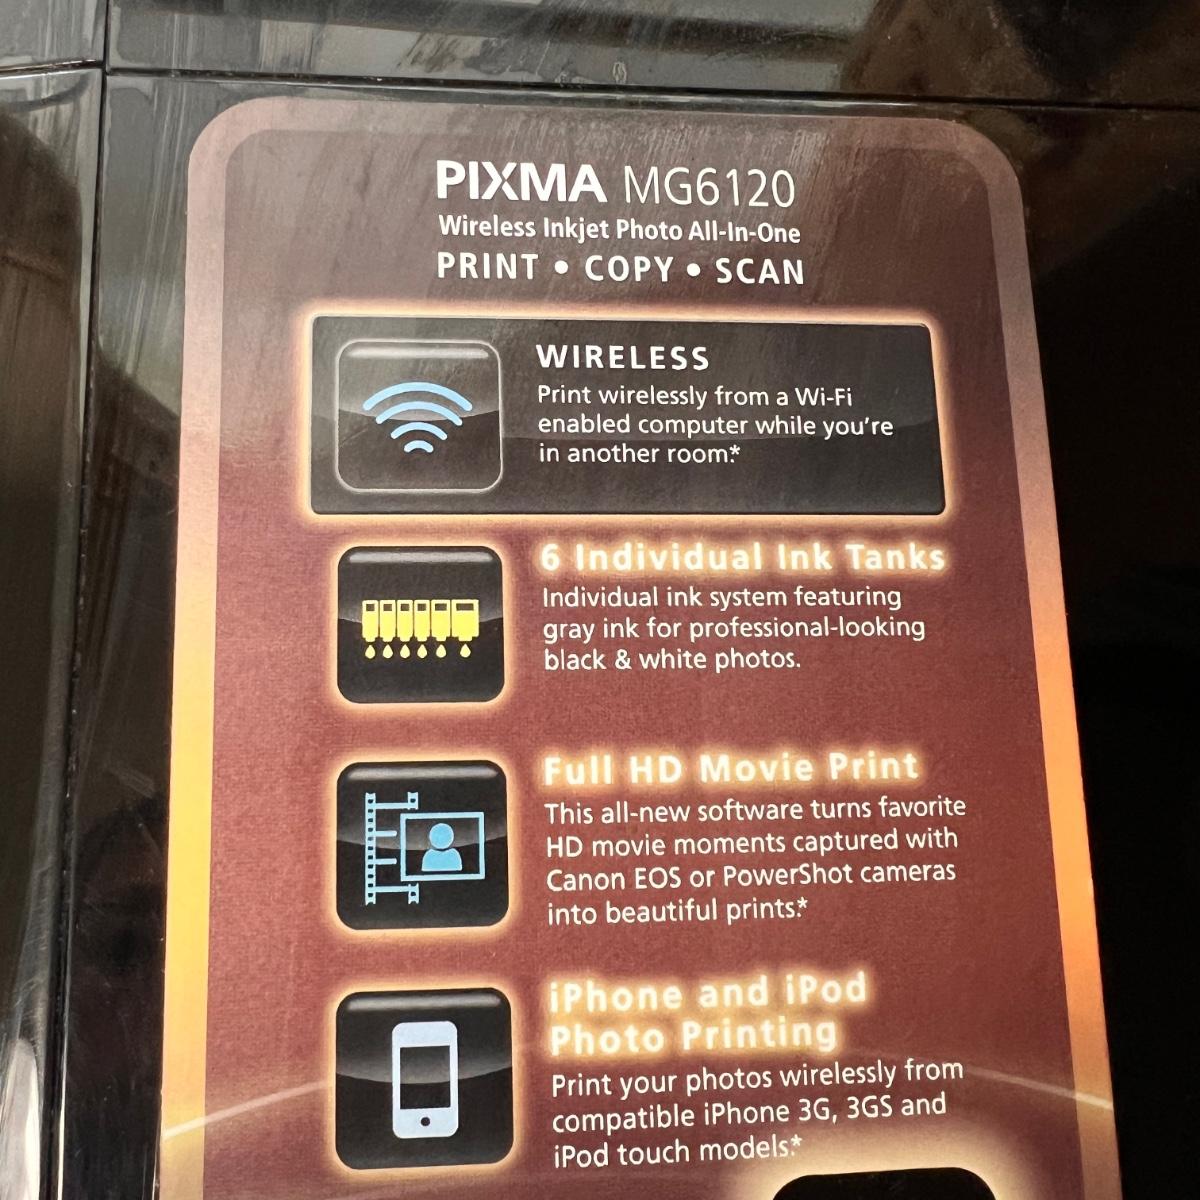 PIXMA MG6120
Wireless Inkjet Photo All-In-One
PRINT • COPY • SCAN
WIRELESS
Print wirelessly from a Wi-Fi
enabled computer while you're
in another room.*
6 Individual Ink Tanks
Individual ink system featuring
gray ink for professional-looking
black & white photos.
Full HD Movie Print
This all-new software turns favorite
HD movie moments captured with
Canon EOS or PowerShot cameras
into beautiful prints.*
iPhone and iPod
Photo Printing
Print your photos wirelessly from
compatible iPhone 3G, 3GS and
iPod touch models.*